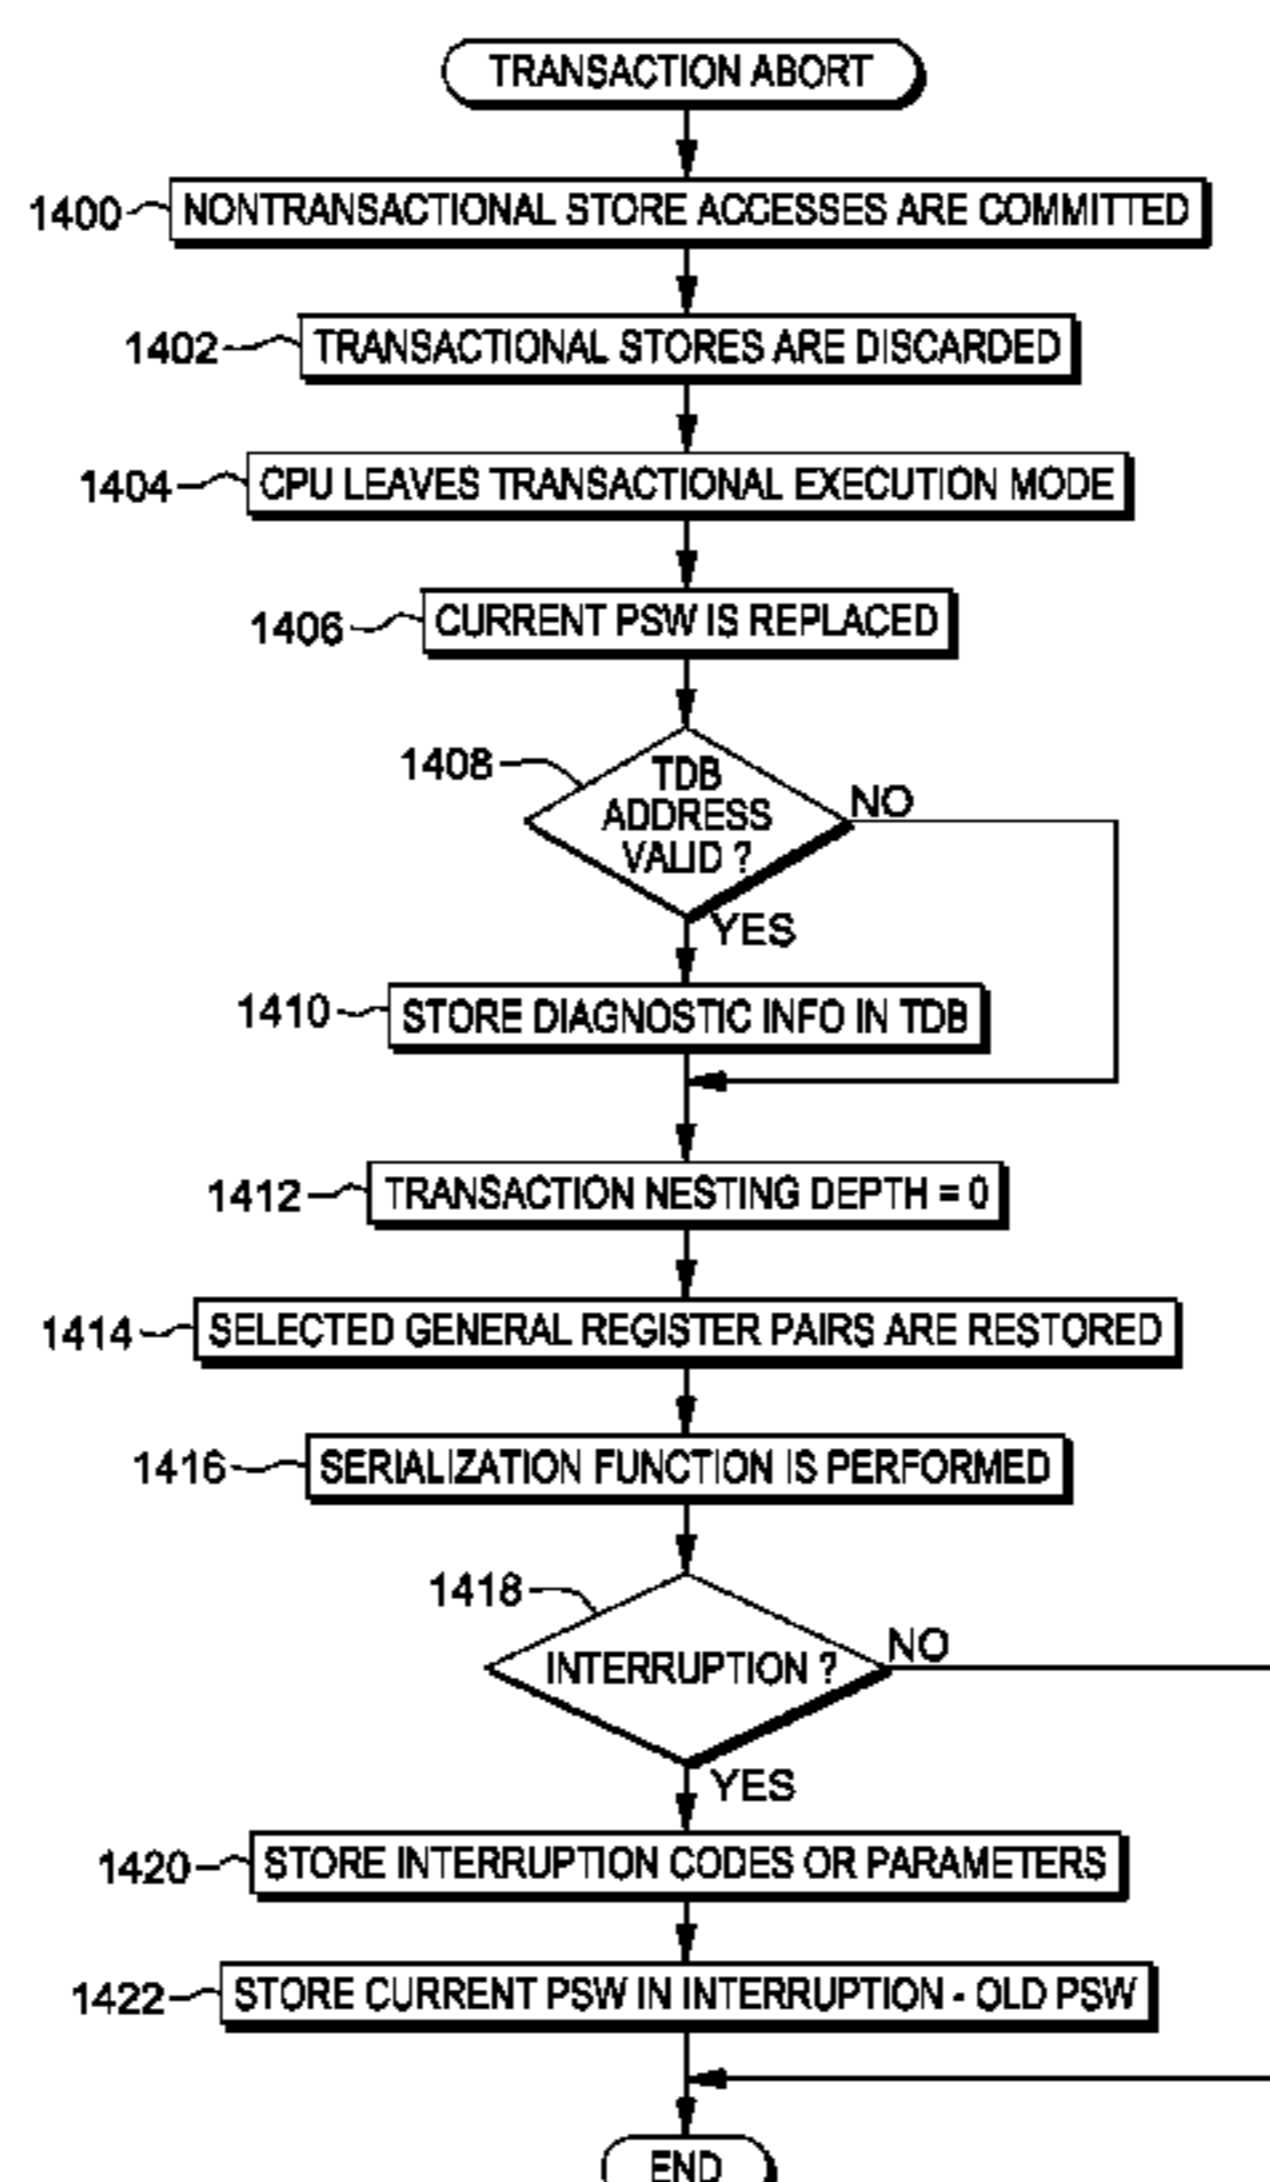 TRANSACTION ABORT
1400 NONTRANSACTIONAL STORE ACCESSES ARE COMMITTED
1402 TRANSACTIONAL STORES ARE DISCARDED
1404 CPU LEAVES TRANSACTIONAL EXECUTION MODE
1406 CURRENT PSW IS REPLACED
1408
TDB
ADDRESS
VALID ?
NO
YES
1410 STORE DIAGNOSTIC INFO IN TDB
1412 TRANSACTION NESTING DEPTH = 0
1414 SELECTED GENERAL REGISTER PAIRS ARE RESTORED
1416 SERIALIZATION FUNCTION IS PERFORMED
1418
INTERRUPTION ?
NO
YES
1420 STORE INTERRUPTION CODES OR PARAMETERS
1422 STORE CURRENT PSW IN INTERRUPTION - OLD PSW
END